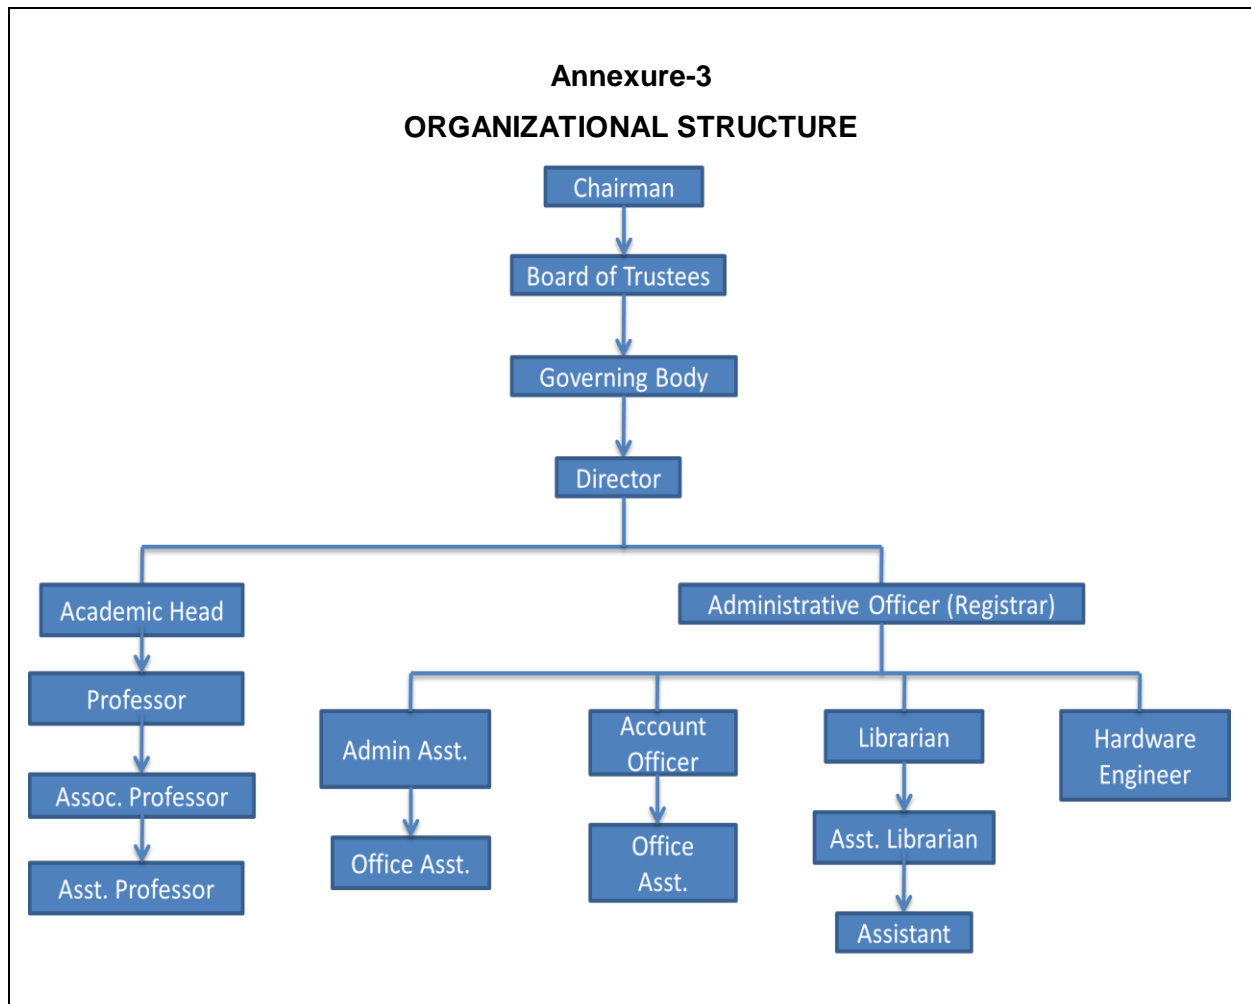 Annexure-3
ORGANIZATIONAL STRUCTURE
Chairman
Board of Trustees
Governing Body
Director
Academic Head
Administrative Officer (Registrar)
Professor
Assoc. Professor
Asst. Professor
Admin Asst.
Office Asst.
Account
Officer
Office
Asst.
Librarian
Asst. Librarian
Assistant
Hardware
Engineer